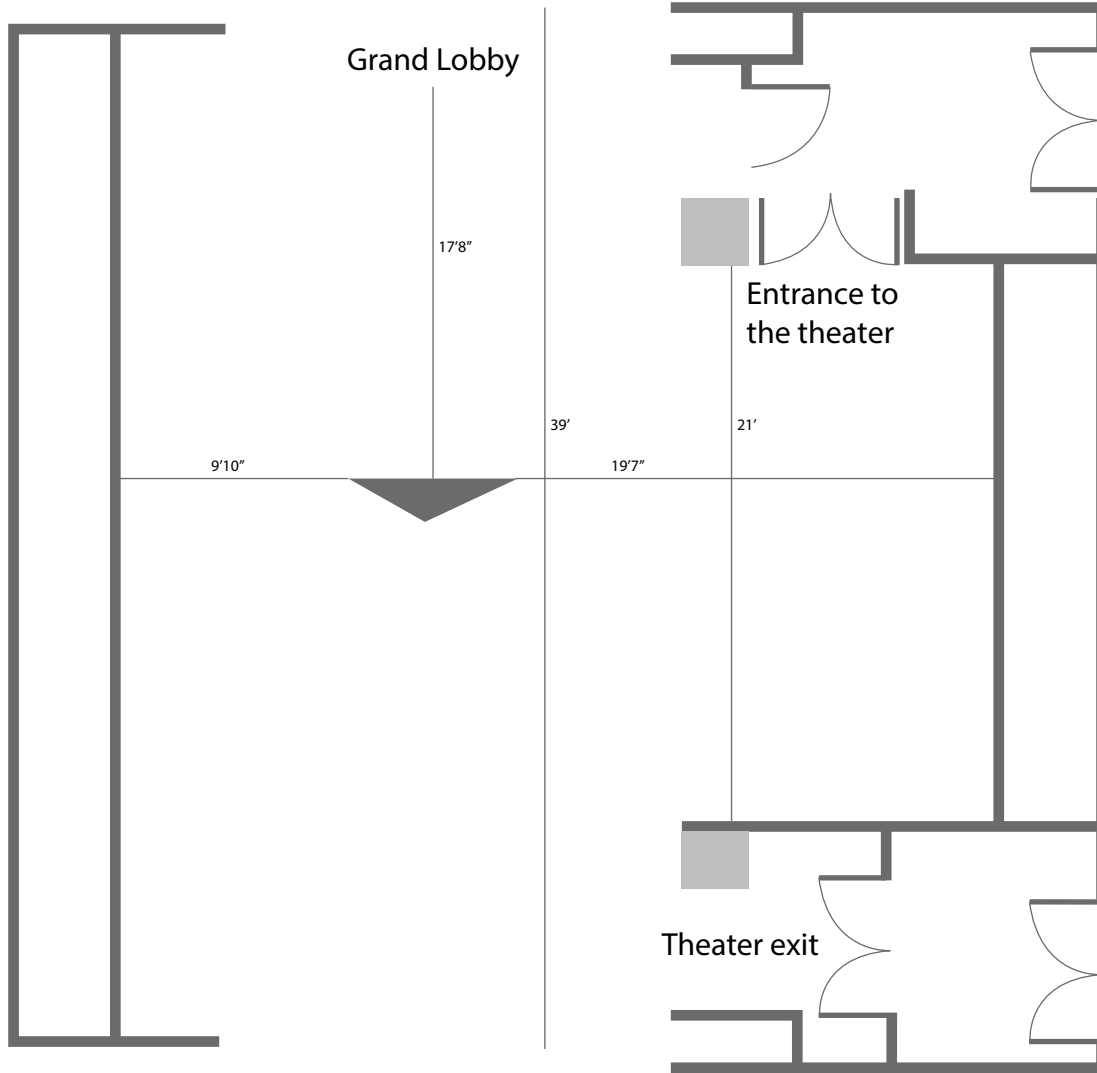 Grand Lobby
17’8”
Entrance to
the theater
39’
21’
9’10”
19’7”
Theater exit